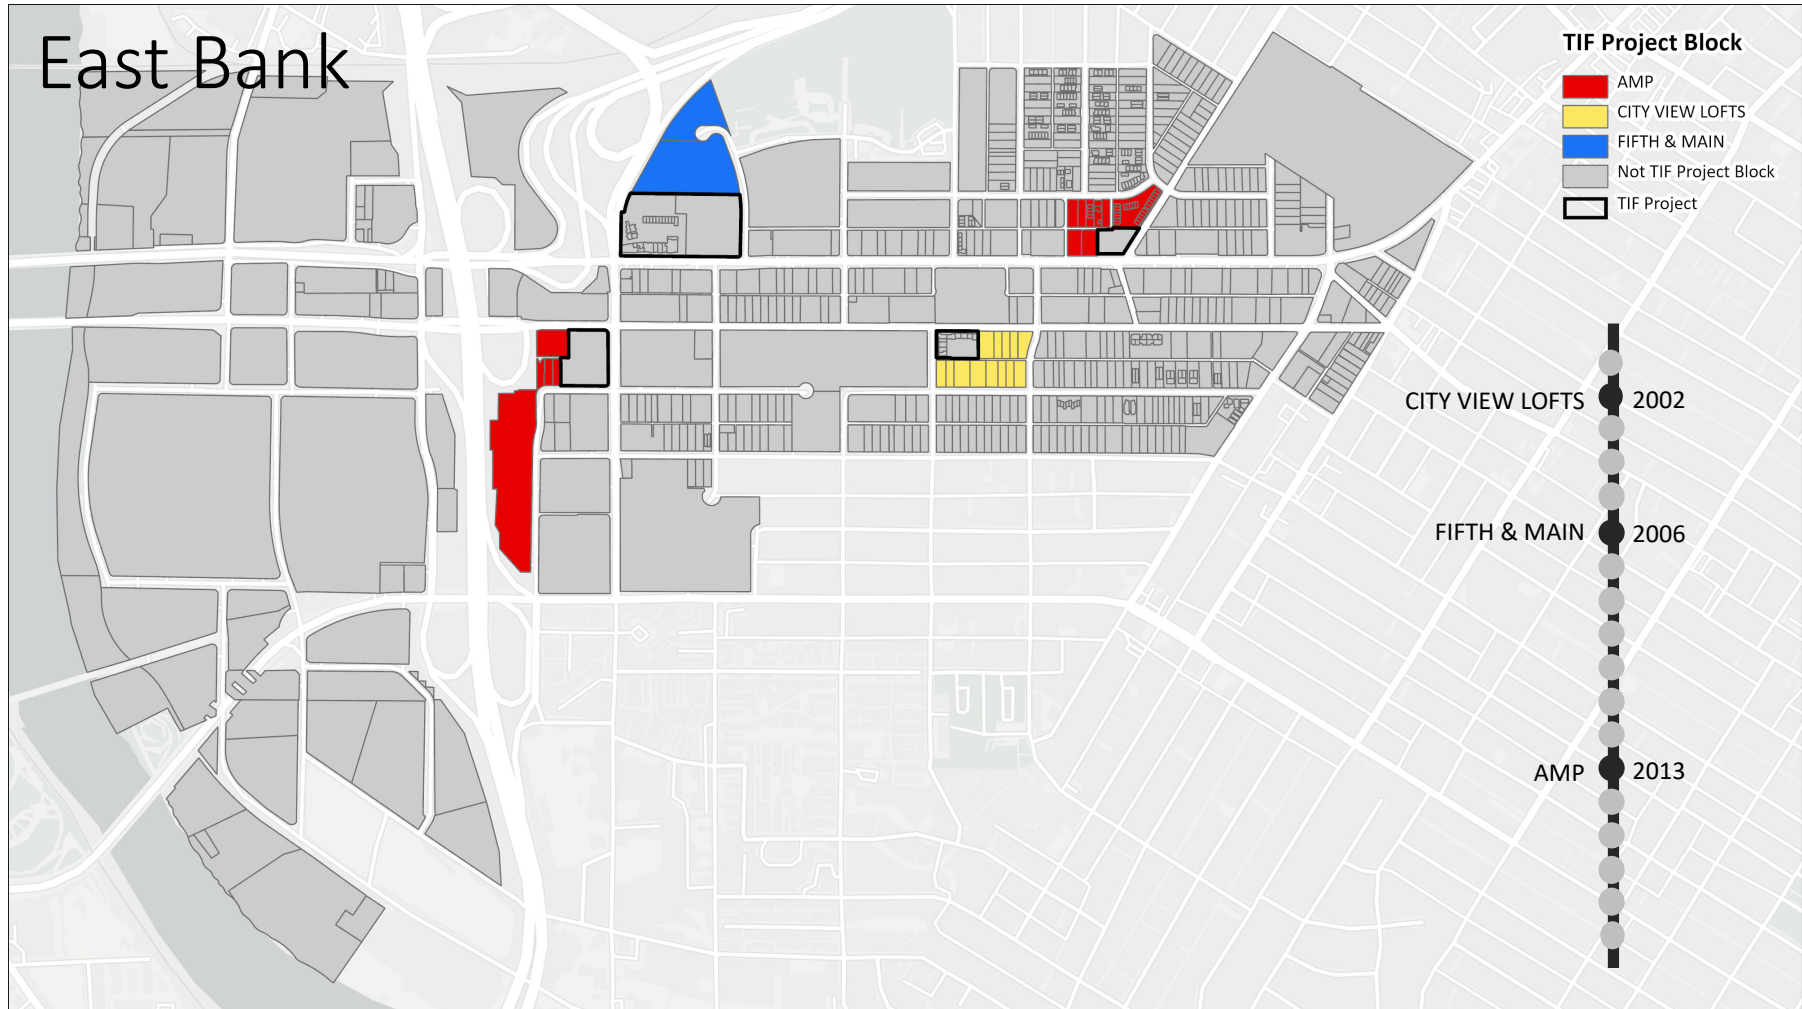 East Bank
TIF Project Block
AMP
CITY VIEW LOFTS
FIFTH & MAIN
Not TIF Project Block
TIF Project
CITY VIEW LOFTS 2002
FIFTH & MAIN 2006
AMP 2013